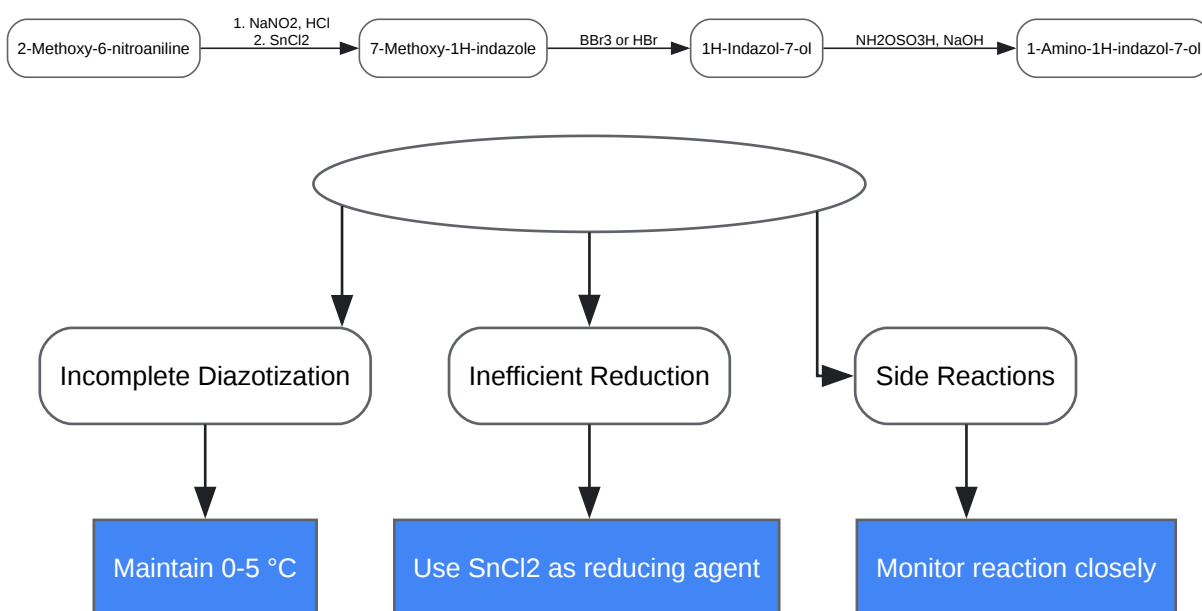 2-Methoxy-6-nitroaniline
1. NaNO2, HCl
2. SnCl2
7-Methoxy-1H-indazole
BBr3 or HBr
1H-Indazol-7-ol
NH2OSO3H, NaOH
1-Amino-1H-indazol-7-ol
Incomplete Diazotization
Inefficient Reduction
Side Reactions
Maintain 0-5 °C
Use SnCl2 as reducing agent
Monitor reaction closely